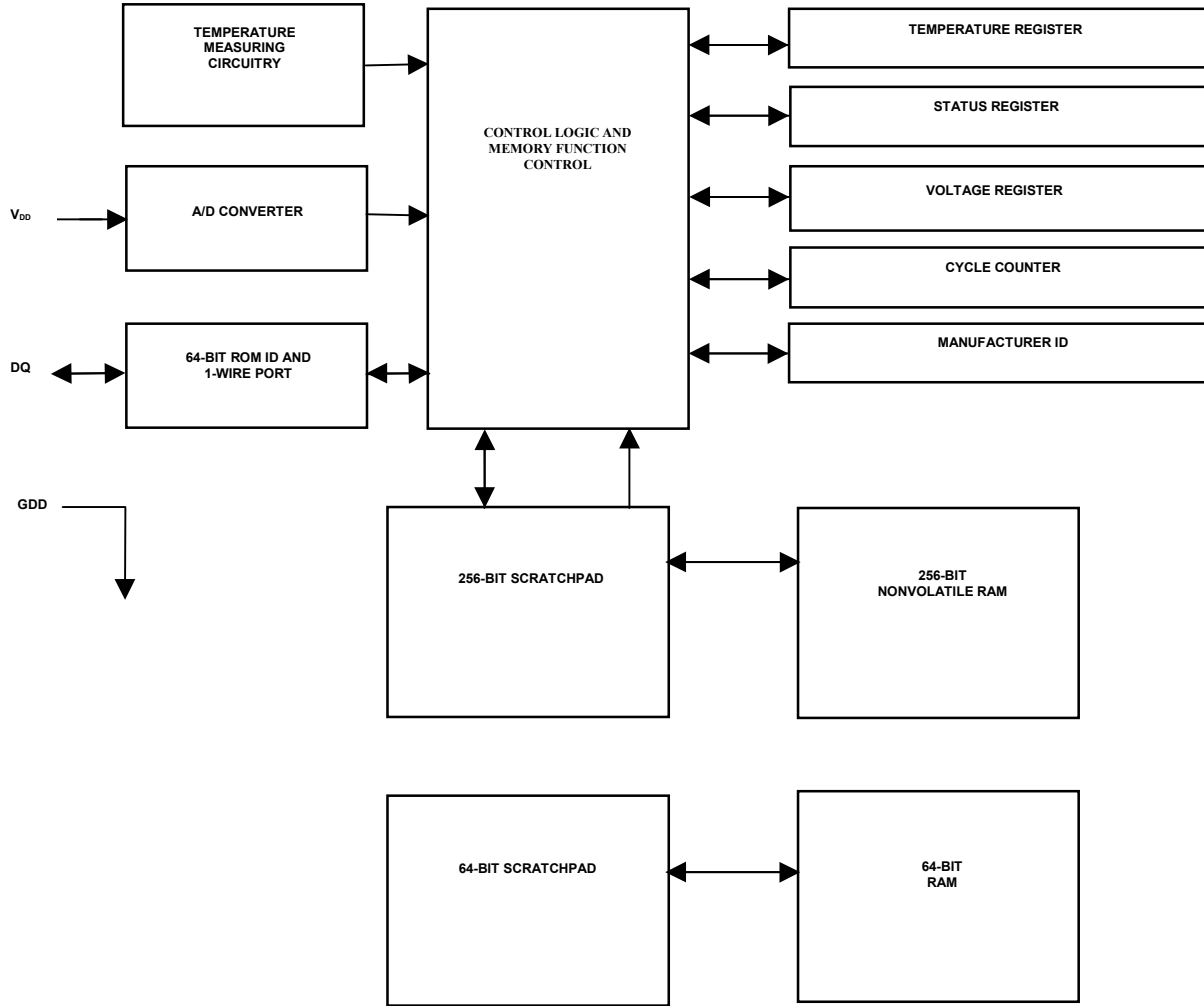 TEMPERATURE
MEASURING
CIRCUITRY
TEMPERATURE REGISTER
STATUS REGISTER
CONTROL LOGIC AND
MEMORY FUNCTION
CONTROL
VOLTAGE REGISTER
VDD
A/D CONVERTER
CYCLE COUNTER
MANUFACTURER ID
DQ
64-BIT ROM ID AND
1-WIRE PORT
GDD
256-BIT SCRATCHPAD
256-BIT
NONVOLATILE RAM
64-BIT SCRATCHPAD
64-BIT
RAM